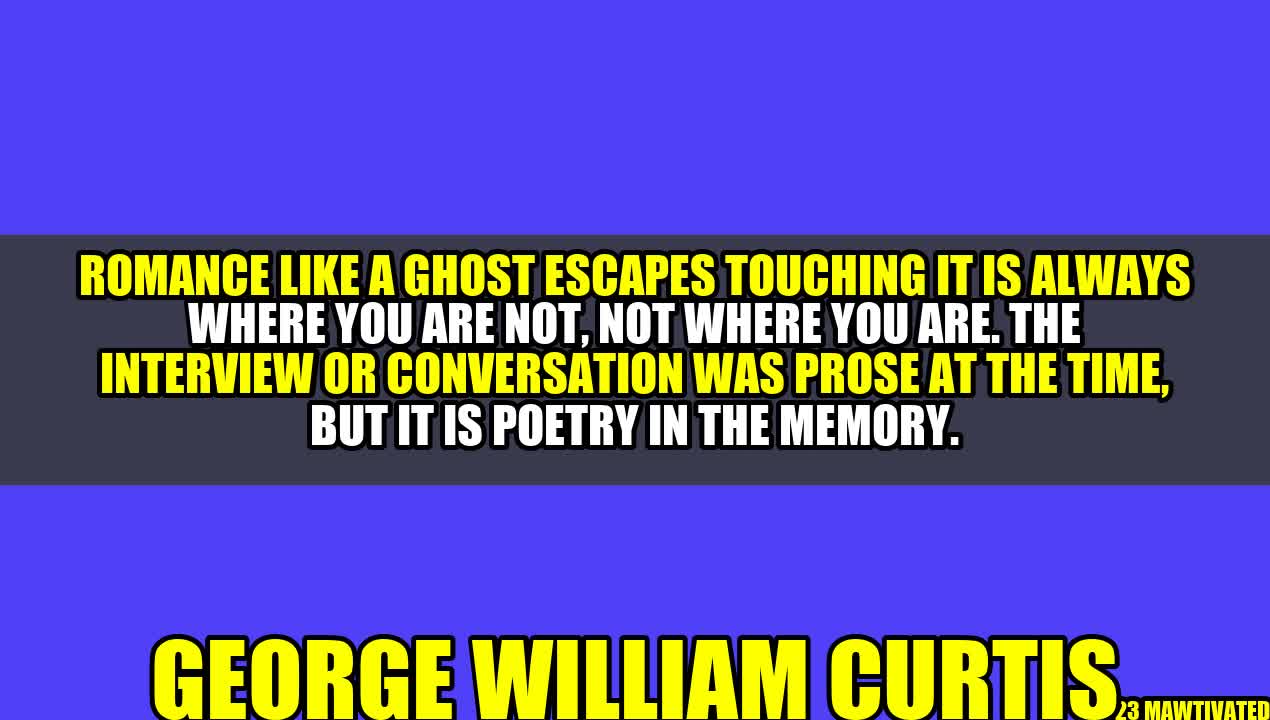 ROMANCE LIKE A GHOST ESCAPES TOUCHING IT IS ALWAYS
WHERE YOU ARE NOT, NOT WHERE YOU ARE. THE
INTERVIEW OR CONVERSATION WAS PROSE AT THE TIME,
BUT IT IS POETRY IN THE MEMORY.
GEORGE WILLIAM CURTIS
23 MAWTIVATED